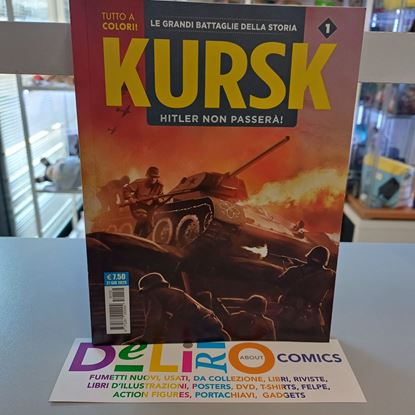 TUTTO A
COLORI!
LE GRANDI BATTAGLIE DELLA STORIA
1
KURSK
HITLER NON PASSERÀ!
€ 7,50
DeLiRiO ABOUT COMICS
FUMETTI NUOVI, USATI, DA COLLEZIONE, LIBRI, RIVISTE,
LIBRI D'ILLUSTRAZIONI, POSTERS, DVD, T-SHIRTS, FELPE,
ACTION FIGURES, PORTACHIAVI, GADGETS